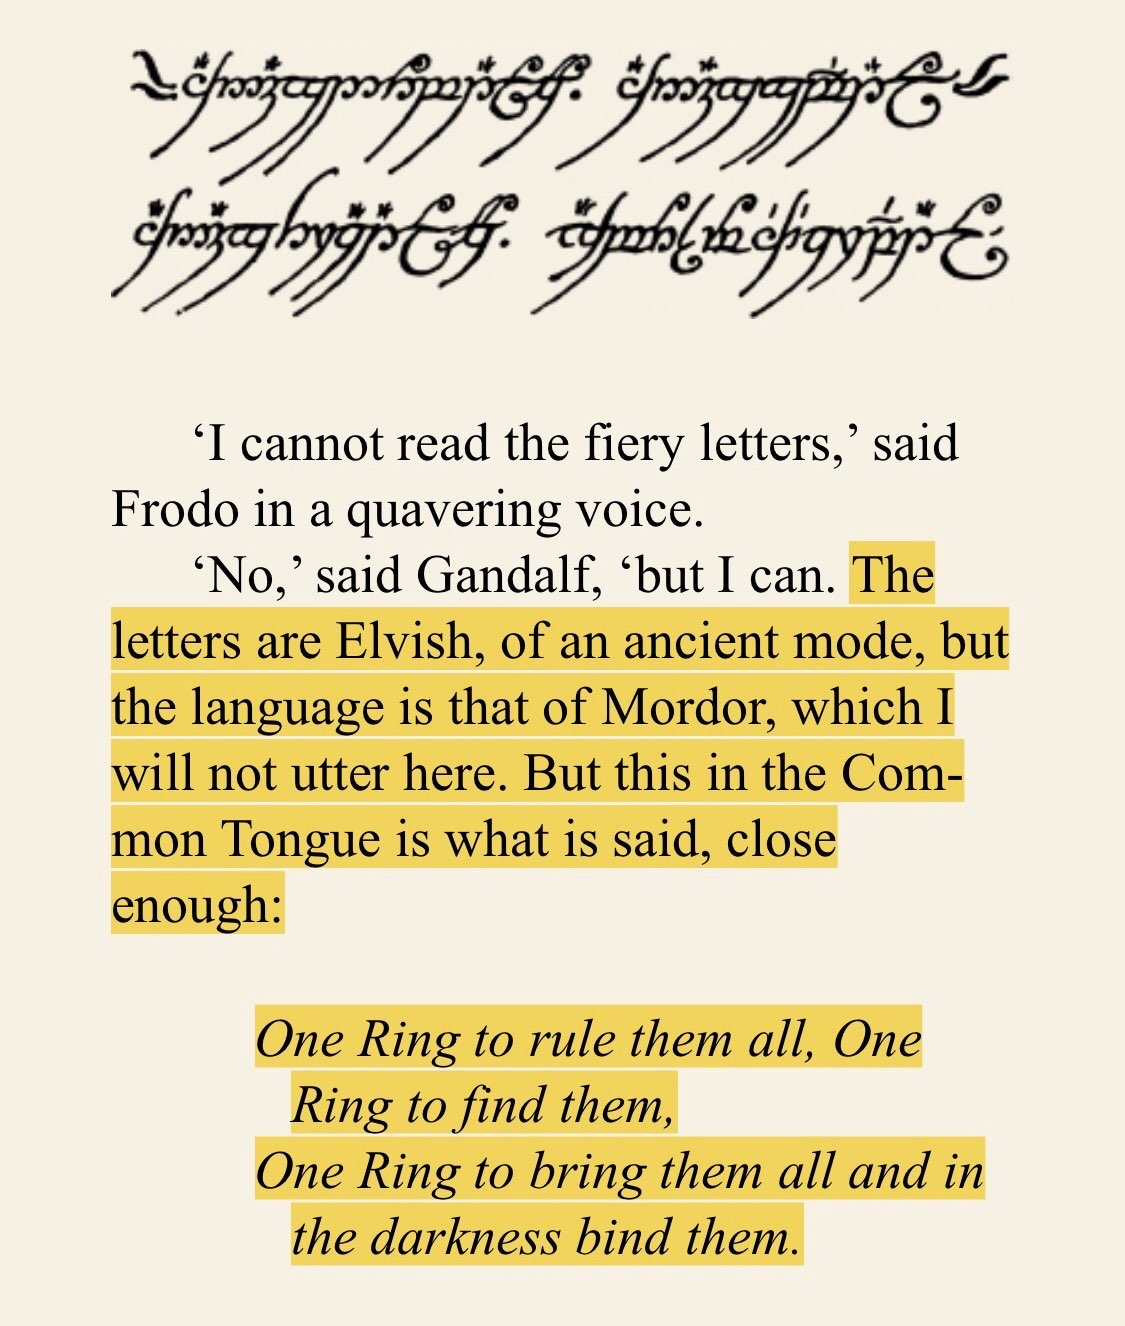 ‘I cannot read the fiery letters,’ said
Frodo in a quavering voice.
‘No,’ said Gandalf, ‘but I can. The
letters are Elvish, of an ancient mode, but
the language is that of Mordor, which I
will not utter here. But this in the Com-
mon Tongue is what is said, close
enough:
One Ring to rule them all, One
Ring to find them,
One Ring to bring them all and in
the darkness bind them.